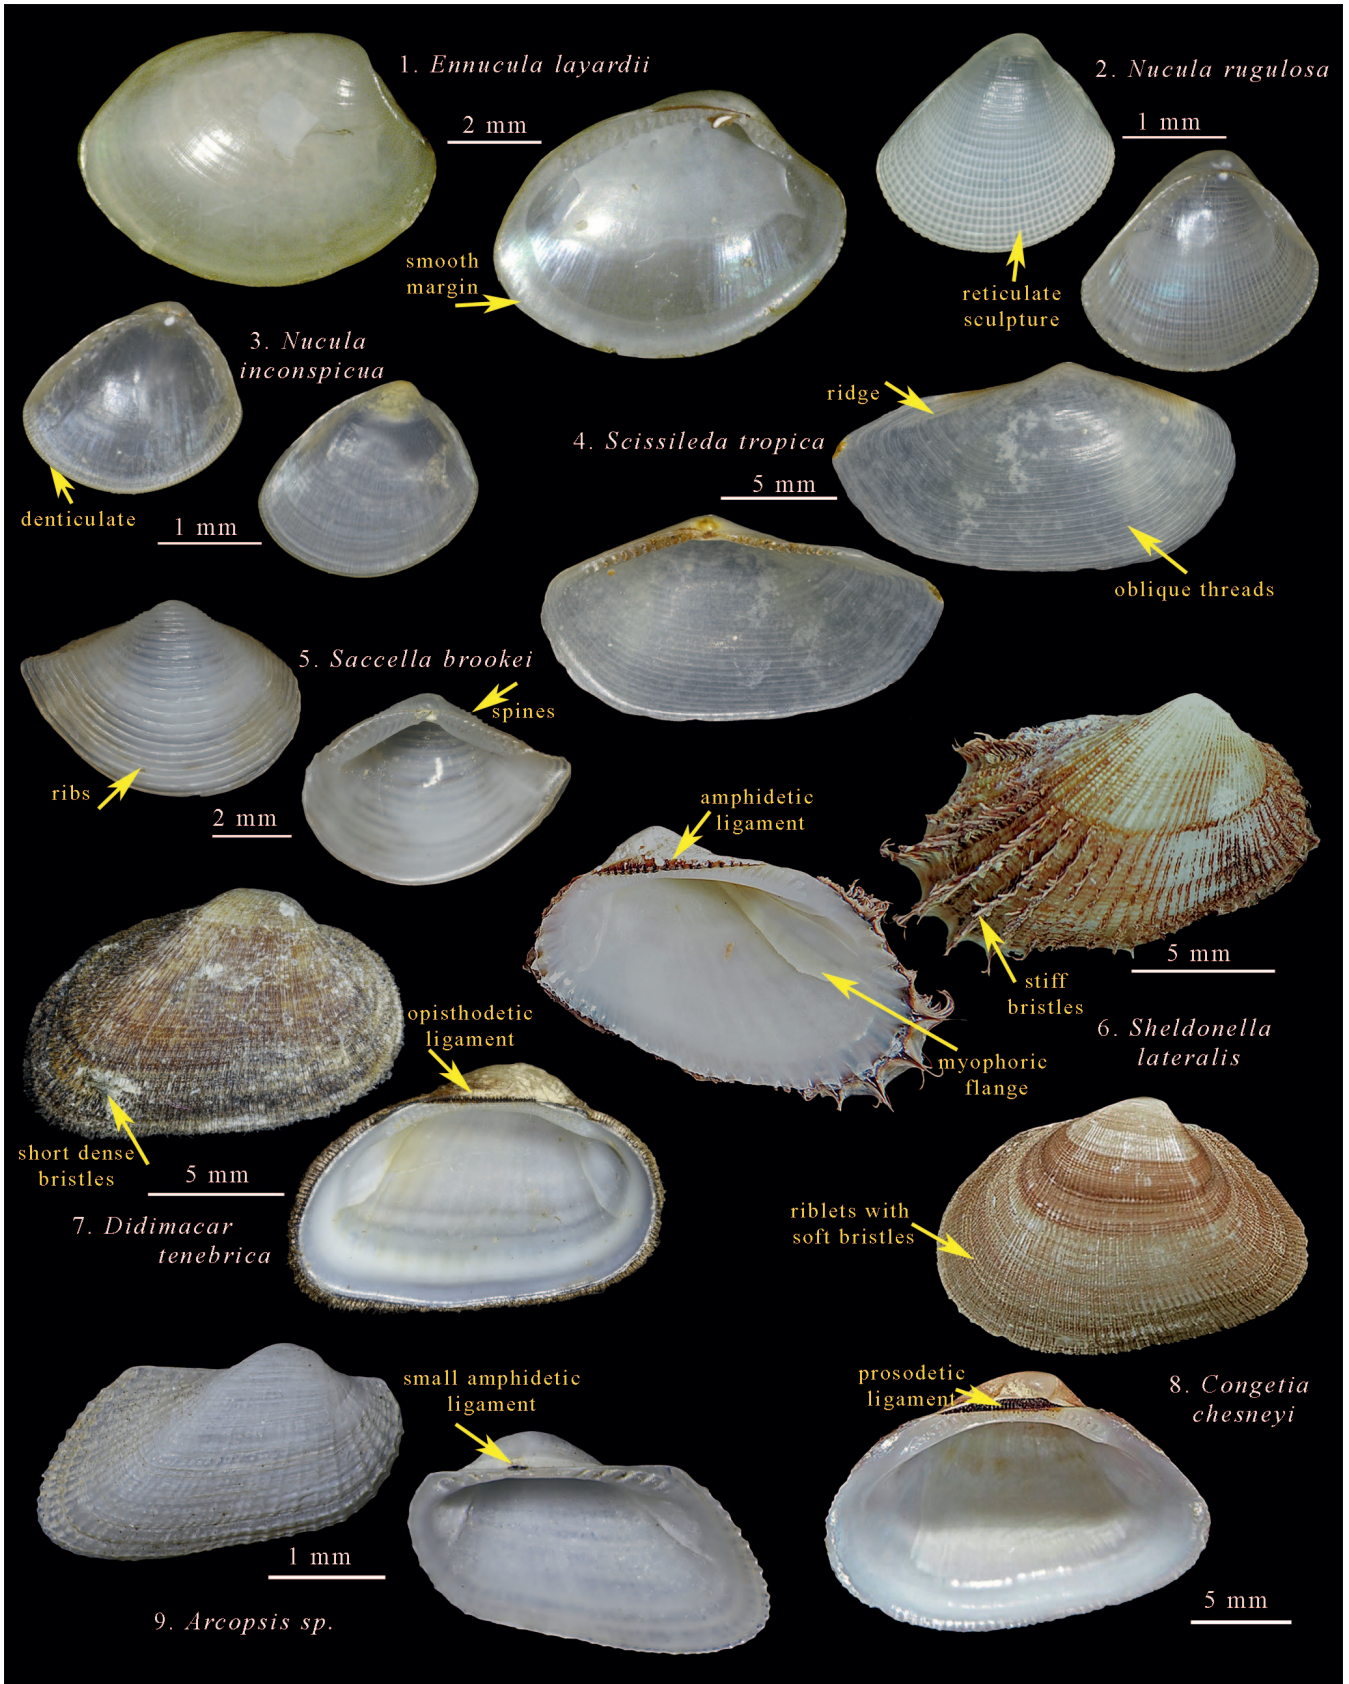 1. Ennucula layardii
2 mm
smooth
margin
2. Nucula rugulosa
1 mm
reticulate
sculpture
3. Nucula
inconspicua
denticulate
1 mm
ridge
4. Scissileda tropica
5 mm
oblique threads
5. Saccella brookei
spines
ribs
2 mm
amphidetic
ligament
stiff
bristles
5 mm
6. Sheldonella
lateralis
myophoric
flange
opisthodetic
ligament
short dense
bristles
5 mm
7. Didimacar
tenebrica
riblets with
soft bristles
prosodetic
ligament
8. Congetia
chesneyi
5 mm
small amphidetic
ligament
1 mm
9. Arcopsis sp.